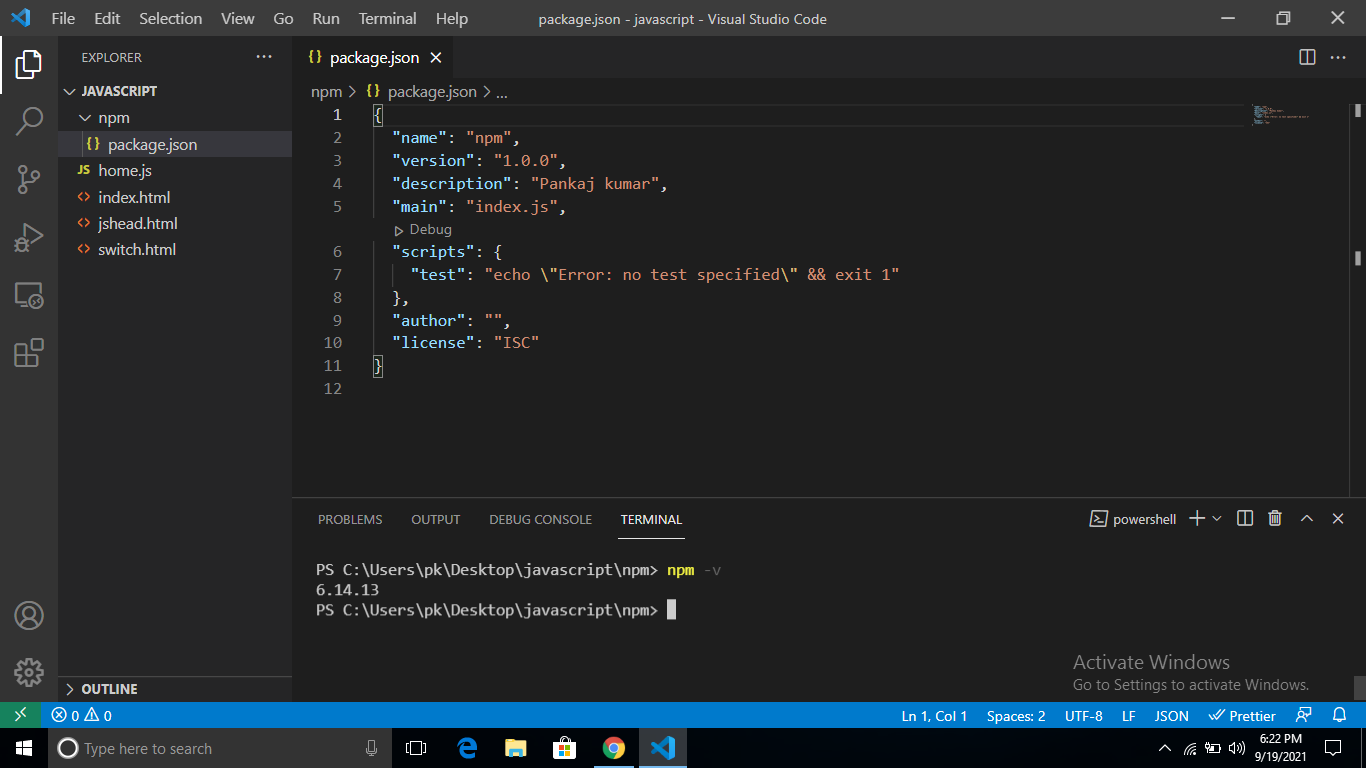 File Edit Selection View Go Run Terminal Help package.json - javascript - Visual Studio Code
EXPLORER
JAVASCRIPT
npm
{} package.json
JS home.js
<> index.html
<> jshead.html
<> switch.html
OUTLINE
{} package.json
npm > {} package.json > ...
1 {
2 "name": "npm",
3 "version": "1.0.0",
4 "description": "Pankaj kumar",
5 "main": "index.js",
Debug
6 "scripts": {
7 "test": "echo \"Error: no test specified\" && exit 1"
8 },
9 "author": "",
10 "license": "ISC"
11 }
12
PROBLEMS OUTPUT DEBUG CONSOLE TERMINAL powershell
PS C:\Users\pk\Desktop\javascript\npm> npm -v
6.14.13
PS C:\Users\pk\Desktop\javascript\npm>
Activate Windows
Go to Settings to activate Windows.
0 0 Ln 1, Col 1 Spaces: 2 UTF-8 LF JSON Prettier
Type here to search
6:22 PM
9/19/2021